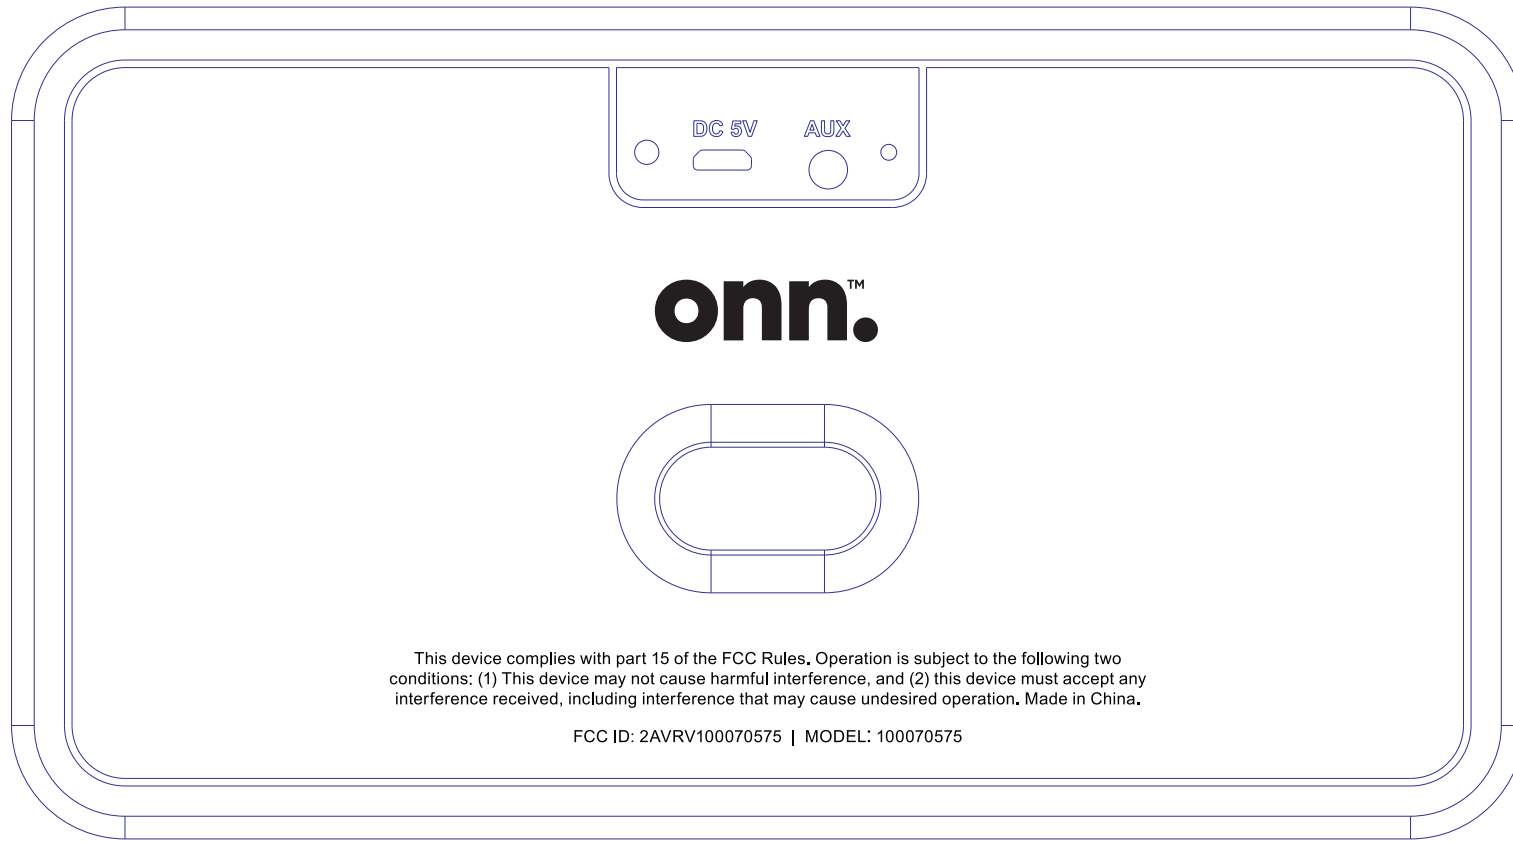 DC 5V AUX
onn.™
This device complies with part 15 of the FCC Rules. Operation is subject to the following two
conditions: (1) This device may not cause harmful interference, and (2) this device must accept any
interference received, including interference that may cause undesired operation. Made in China.
FCC ID: 2AVRV100070575 | MODEL: 100070575